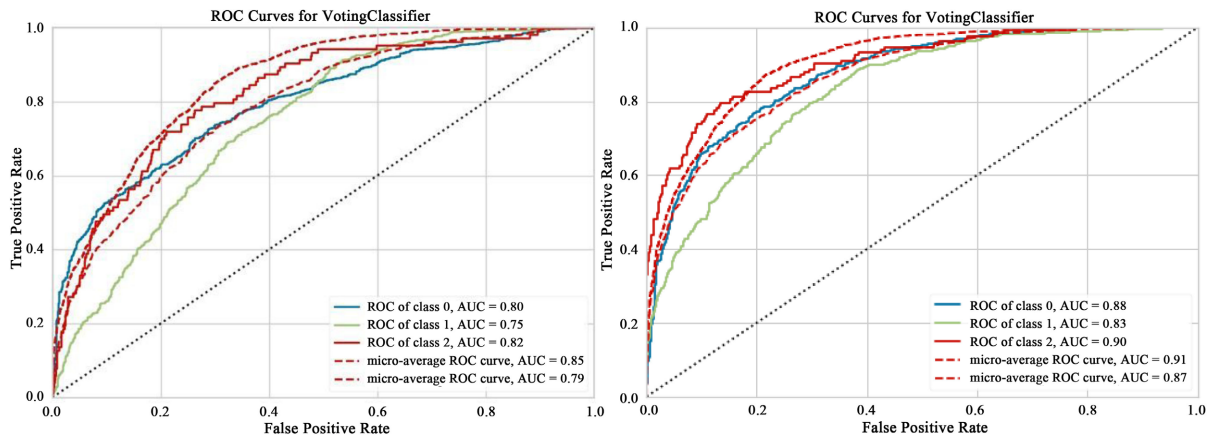 ROC Curves for VotingClassifier
1.0
0.8
0.6
0.4
0.2
0.0
True Positive Rate
0.0
0.2
0.4
0.6
0.8
1.0
False Positive Rate
ROC of class 0, AUC = 0.80
ROC of class 1, AUC = 0.75
ROC of class 2, AUC = 0.82
micro-average ROC curve, AUC = 0.85
micro-average ROC curve, AUC = 0.79
ROC Curves for VotingClassifier
1.0
0.8
0.6
0.4
0.2
0.0
True Positive Rate
0.0
0.2
0.4
0.6
0.8
1.0
False Positive Rate
ROC of class 0, AUC = 0.88
ROC of class 1, AUC = 0.83
ROC of class 2, AUC = 0.90
micro-average ROC curve, AUC = 0.91
micro-average ROC curve, AUC = 0.87